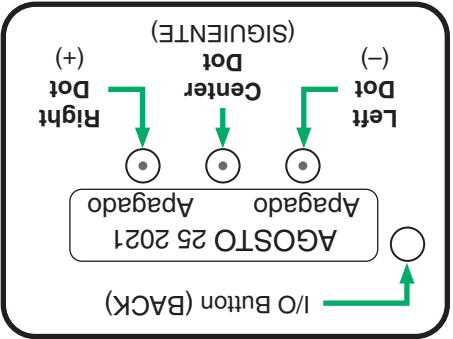 I/O Button (BACK)
AGOSTO 25 2021
Apagado Apagado
Left
Dot
(–)
Center
Dot
(SIGUIENTE)
Right
Dot
(+)